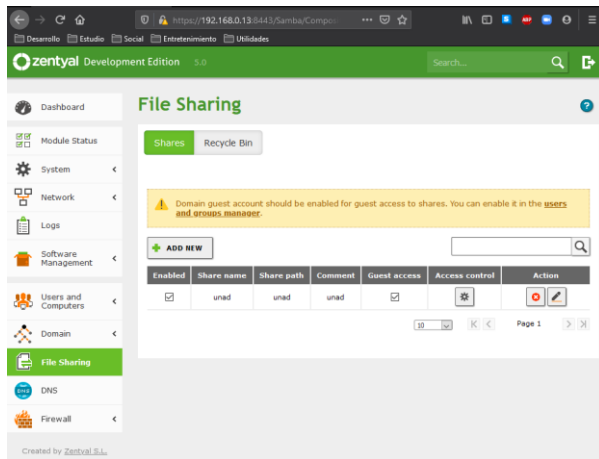 https://192.168.0.13:8443/Samba/Compo
Desarrollo Estudio Social Entretenimiento Utilidades
zentyal Development Edition 5.0 Search...
File Sharing
Dashboard
Module Status
System
Network
Logs
Software
Management
Users and
Computers
Domain
File Sharing
DNS
Firewall
Created by Zentyal S.L.
Shares Recycle Bin
Domain guest account should be enabled for guest access to shares. You can enable it in the users
and groups manager.
ADD NEW
Enabled Share name Share path Comment Guest access Access control Action
unad unad unad
10 Page 1